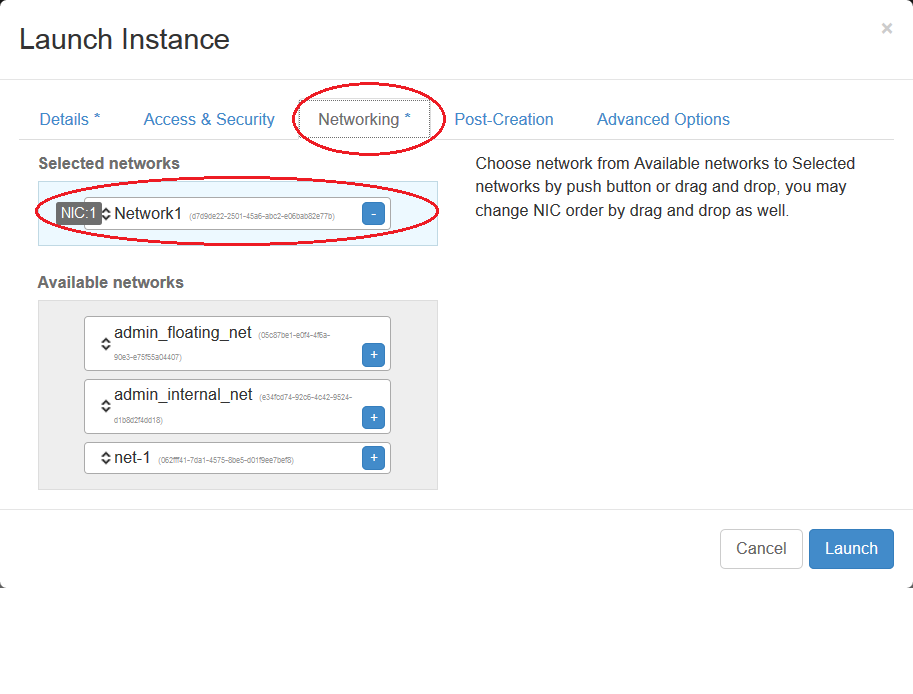 Launch Instance
×
Details * Access & Security Networking * Post-Creation Advanced Options
Selected networks
NIC:1 Network1 (d7d9de22-2501-45a6-abc2-e06bab82e77b) -
Choose network from Available networks to Selected
networks by push button or drag and drop, you may
change NIC order by drag and drop as well.
Available networks
admin_floating_net (05c87be1-e0f4-4f6a-
90e3-e75f55a04407) +
admin_internal_net (e34fcd74-92c6-4c42-9524-
d1b8d2f4dd18) +
net-1 (062fff41-7da1-4575-8be5-d01f9ee7bef8) +
Cancel Launch